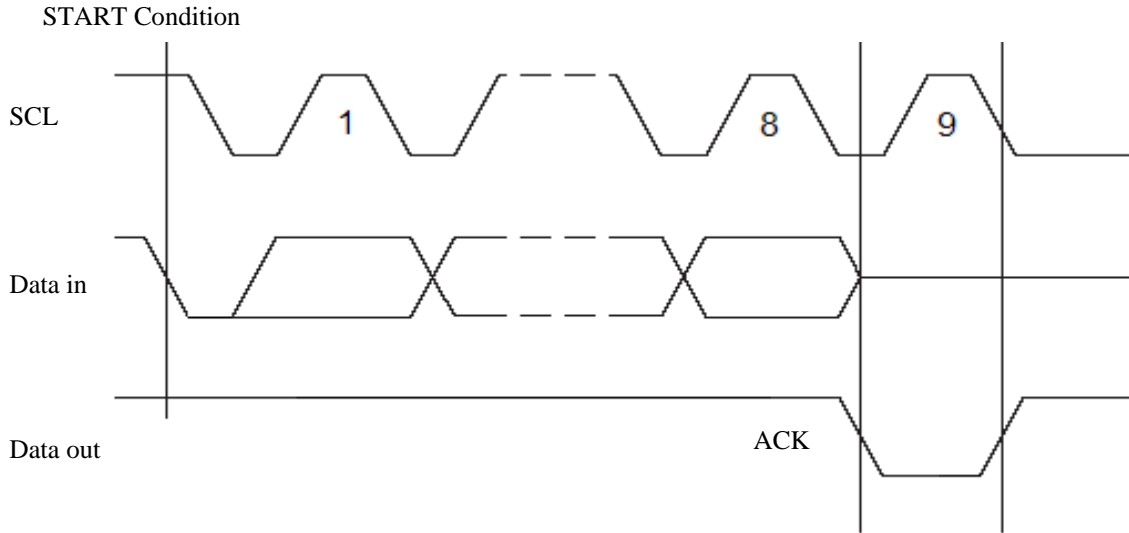 START Condition
SCL
1
8
9
Data in
Data out
ACK